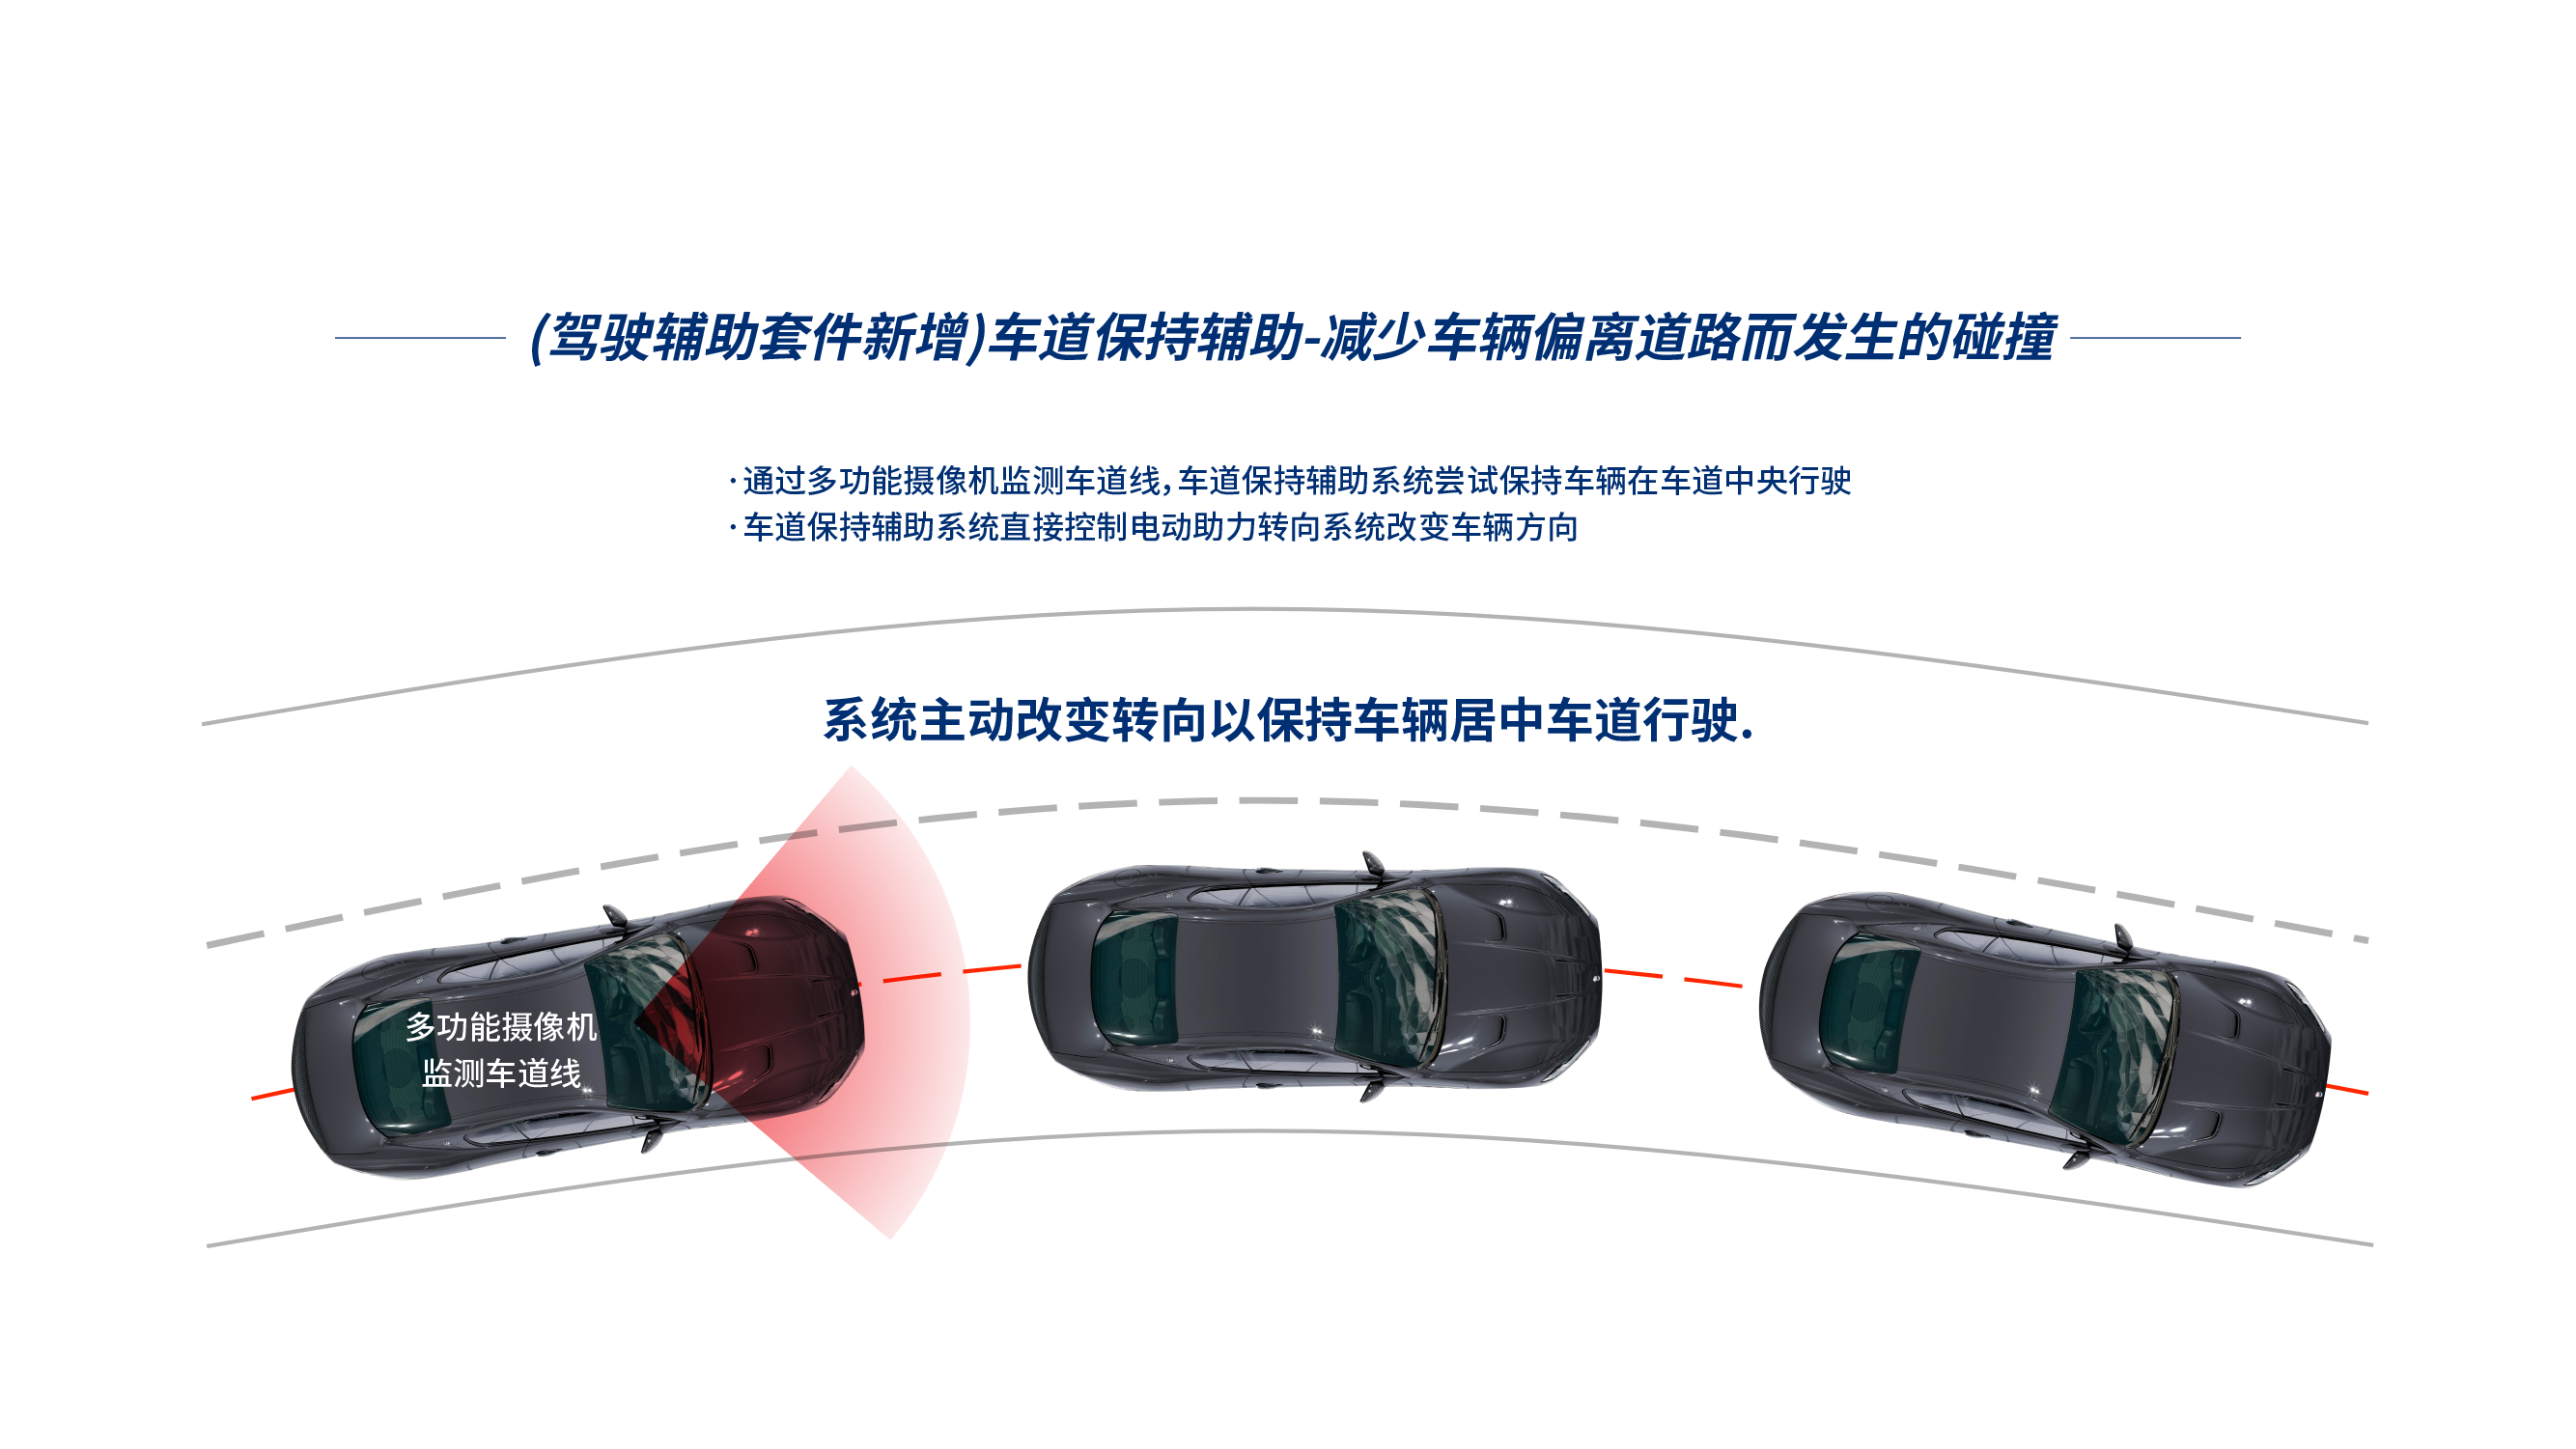 (驾驶辅助套件新增)车道保持辅助-减少车辆偏离道路而发生的碰撞
·通过多功能摄像机监测车道线，车道保持辅助系统尝试保持车辆在车道中央行驶
·车道保持辅助系统直接控制电动助力转向系统改变车辆方向
系统主动改变转向以保持车辆居中车道行驶.
多功能摄像机
监测车道线